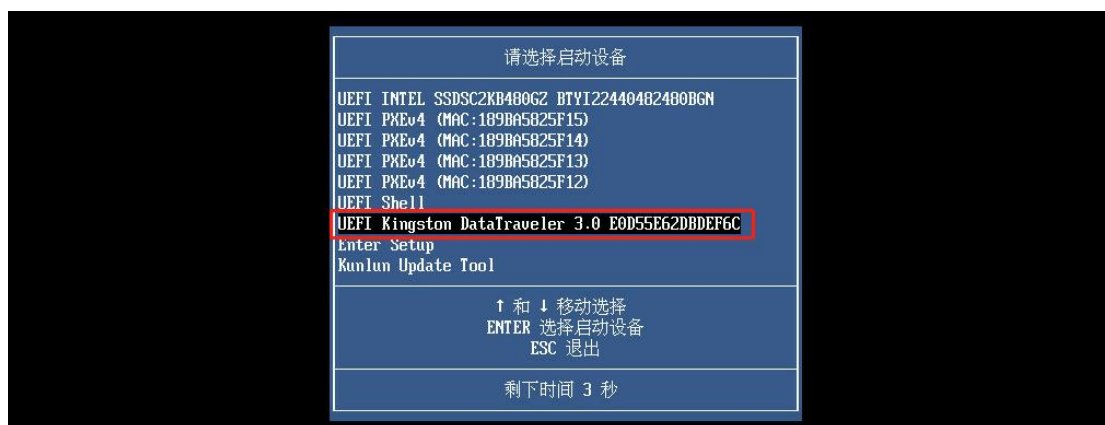 请选择启动设备
UEFI INTEL SSDSC2KB480GZ BTYI22440482480BGN
UEFI PXEv4 (MAC:189BA5825F15)
UEFI PXEv4 (MAC:189BA5825F14)
UEFI PXEv4 (MAC:189BA5825F13)
UEFI PXEv4 (MAC:189BA5825F12)
UEFI Shell
UEFI Kingston DataTraveler 3.0 E0D55E62DBDEF6C
Enter Setup
Kunlun Update Tool
↑ 和 ↓ 移动选择
ENTER 选择启动设备
ESC 退出
剩下时间 3 秒